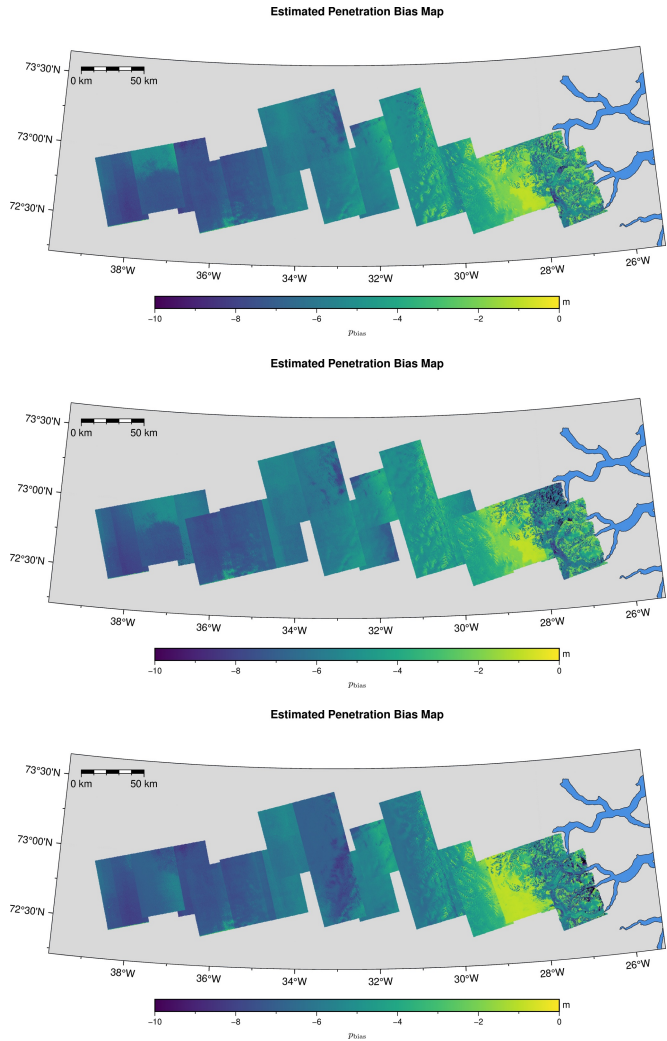 Estimated Penetration Bias Map
73°30'N
0 km 50 km
73°00'N
72°30'N
38°W 36°W 34°W 32°W 30°W 28°W 26°W
m
−10 −8 −6 −4 −2 0
pbias
Estimated Penetration Bias Map
73°30'N
0 km 50 km
73°00'N
72°30'N
38°W 36°W 34°W 32°W 30°W 28°W 26°W
m
−10 −8 −6 −4 −2 0
pbias
Estimated Penetration Bias Map
73°30'N
0 km 50 km
73°00'N
72°30'N
38°W 36°W 34°W 32°W 30°W 28°W 26°W
m
−10 −8 −6 −4 −2 0
pbias